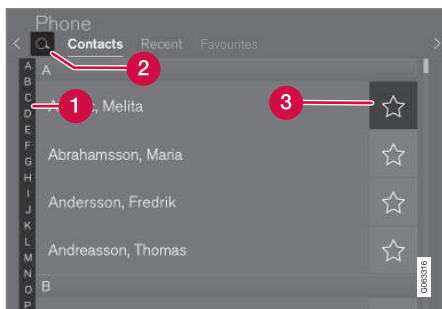 Phone
Contacts Recent Favourites
A
B
C
D
E
F
G
H
I
J
K
L
M
N
O
P
A
Melita
Abrahamsson, Maria
Andersson, Fredrik
Andreasson, Thomas
B
1
2
3
G063316